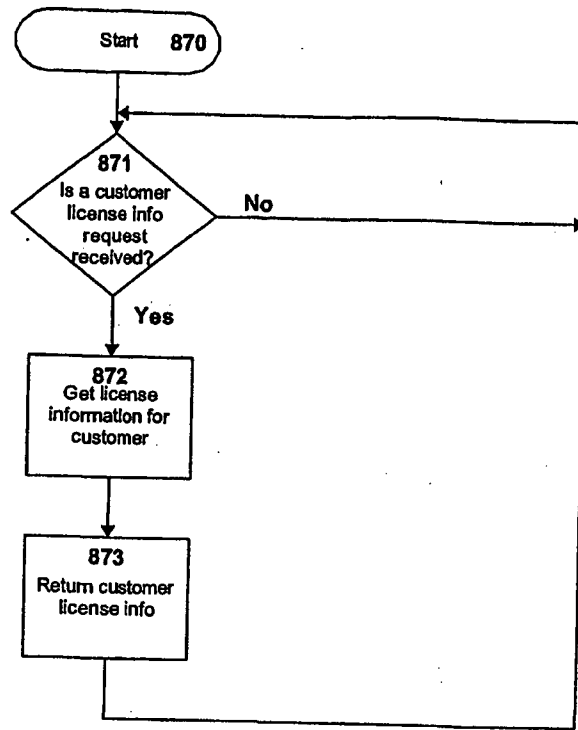 Start 870
871
Is a customer
license info
request
received?
No
Yes
872
Get license
information for
customer
873
Return customer
license info